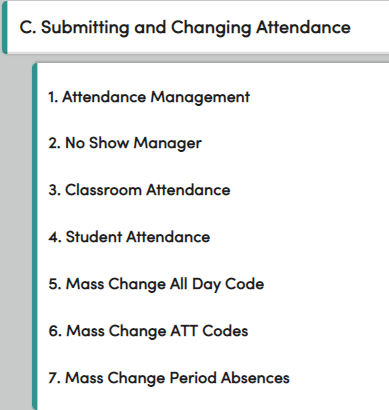 C. Submitting and Changing Attendance
1. Attendance Management
2. No Show Manager
3. Classroom Attendance
4. Student Attendance
5. Mass Change All Day Code
6. Mass Change ATT Codes
7. Mass Change Period Absences